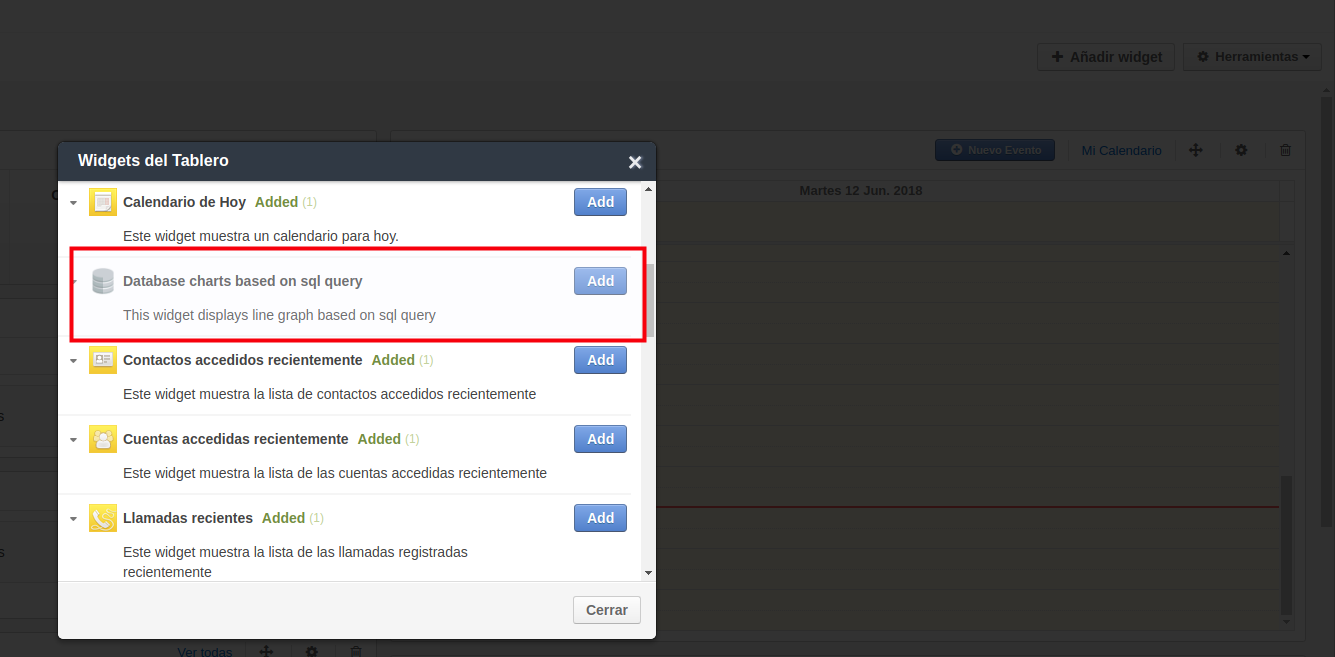 Añadir widget
Herramientas
Nuevo Evento
Mi Calendario
Martes 12 Jun. 2018
Widgets del Tablero
Calendario de Hoy Added (1)
Add
Este widget muestra un calendario para hoy.
Database charts based on sql query
Add
This widget displays line graph based on sql query
Contactos accedidos recientemente Added (1)
Add
Este widget muestra la lista de contactos accedidos recientemente
Cuentas accedidas recientemente Added (1)
Add
Este widget muestra la lista de las cuentas accedidas recientemente
Llamadas recientes Added (1)
Add
Este widget muestra la lista de las llamadas registradas
recientemente
Cerrar
Ver todas